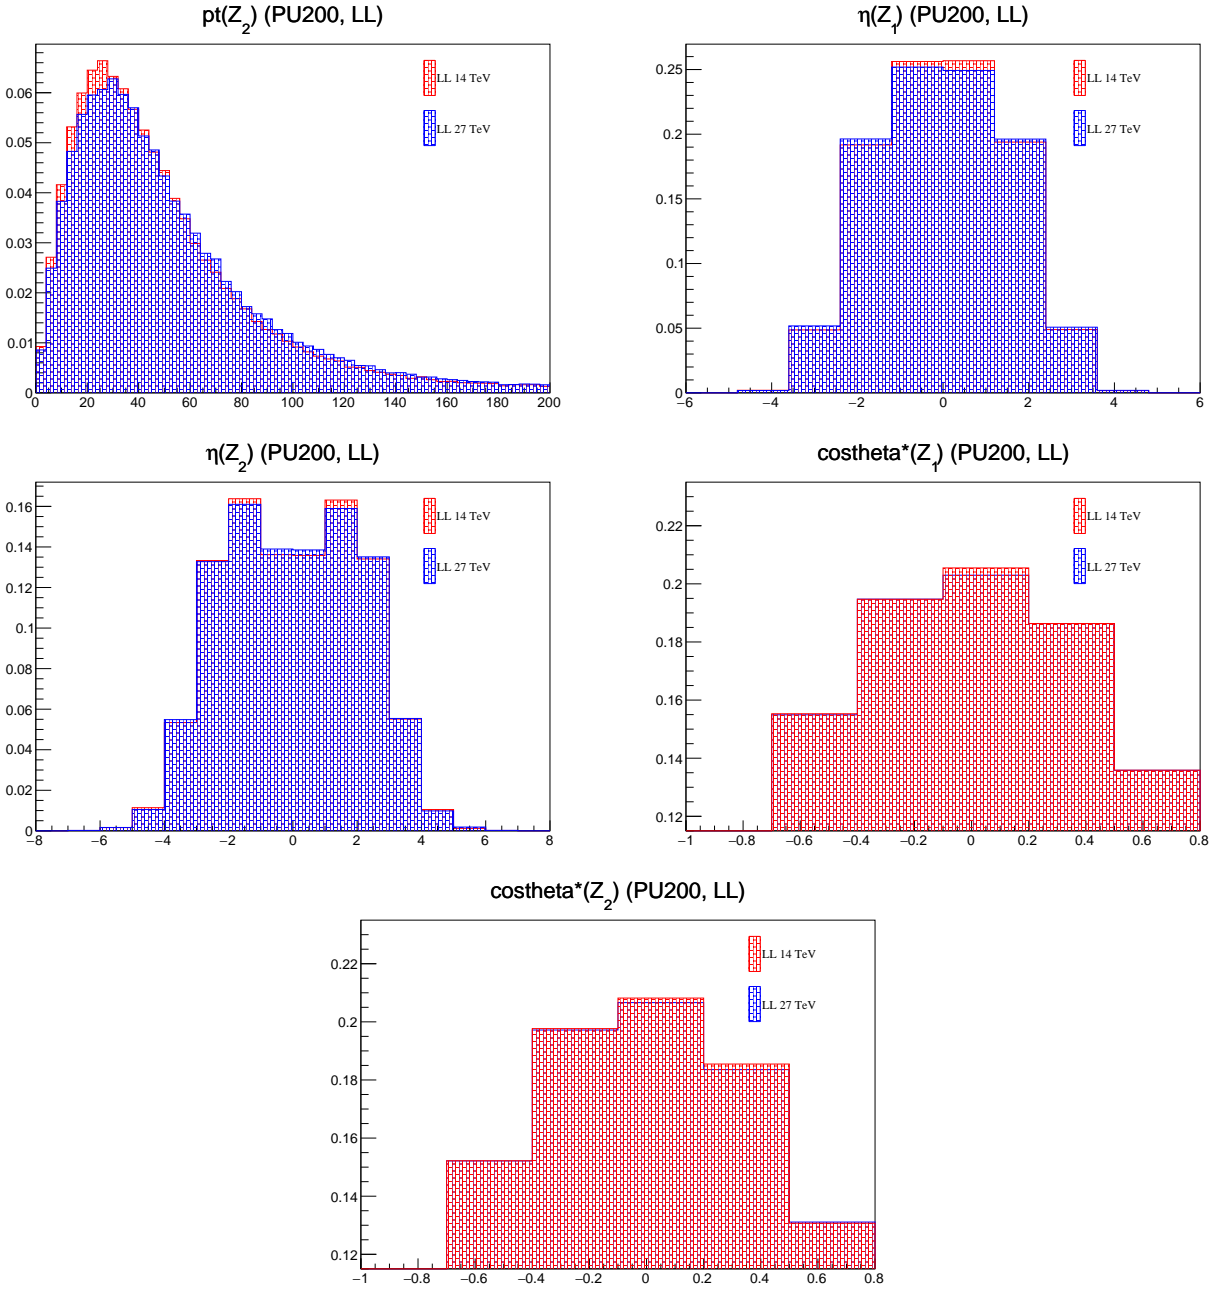 pt(Z2) (PU200, LL)
LL 14 TeV
LL 27 TeV
0.06
0.05
0.04
0.03
0.02
0.01
0
0 20 40 60 80 100 120 140 160 180 200
η(Z1) (PU200, LL)
LL 14 TeV
LL 27 TeV
0.25
0.2
0.15
0.1
0.05
0
−6 −4 −2 0 2 4 6
η(Z2) (PU200, LL)
LL 14 TeV
LL 27 TeV
0.16
0.14
0.12
0.1
0.08
0.06
0.04
0.02
0
−8 −6 −4 −2 0 2 4 6 8
costheta*(Z1) (PU200, LL)
LL 14 TeV
LL 27 TeV
0.22
0.2
0.18
0.16
0.14
0.12
−1 −0.8 −0.6 −0.4 −0.2 0 0.2 0.4 0.6 0.8
costheta*(Z2) (PU200, LL)
LL 14 TeV
LL 27 TeV
0.22
0.2
0.18
0.16
0.14
0.12
−1 −0.8 −0.6 −0.4 −0.2 0 0.2 0.4 0.6 0.8